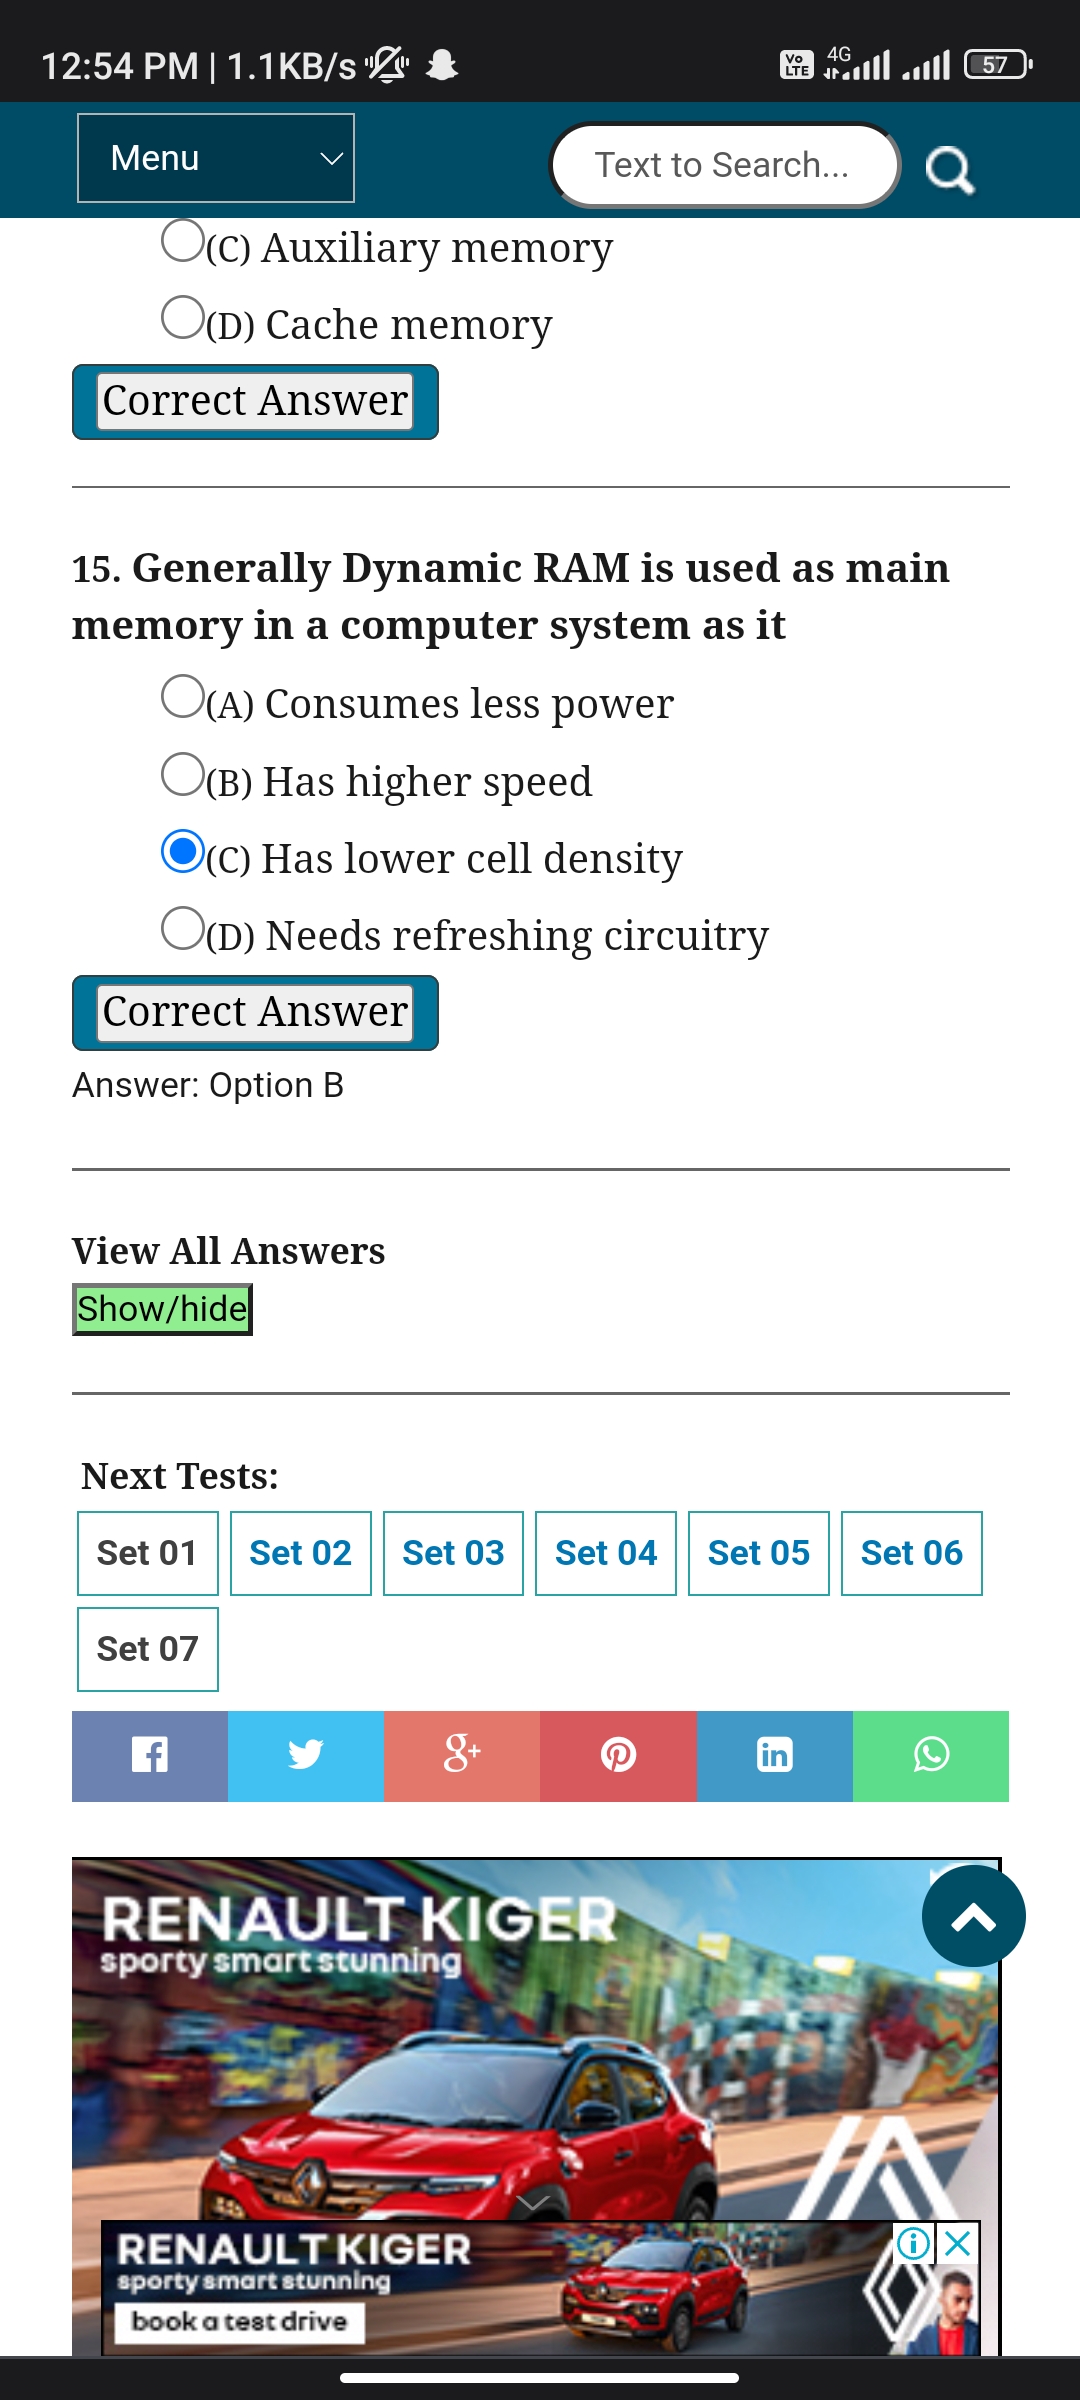 12:54 PM | 1.1KB/s Vo LTE 4G 57
Menu Text to Search...
(C) Auxiliary memory
(D) Cache memory
Correct Answer
15. Generally Dynamic RAM is used as main
memory in a computer system as it
(A) Consumes less power
(B) Has higher speed
(C) Has lower cell density
(D) Needs refreshing circuitry
Correct Answer
Answer: Option B
View All Answers
Show/hide
Next Tests:
Set 01 Set 02 Set 03 Set 04 Set 05 Set 06
Set 07
RENAULT KIGER
sporty smart stunning
RENAULT KIGER
sporty smart stunning
book a test drive